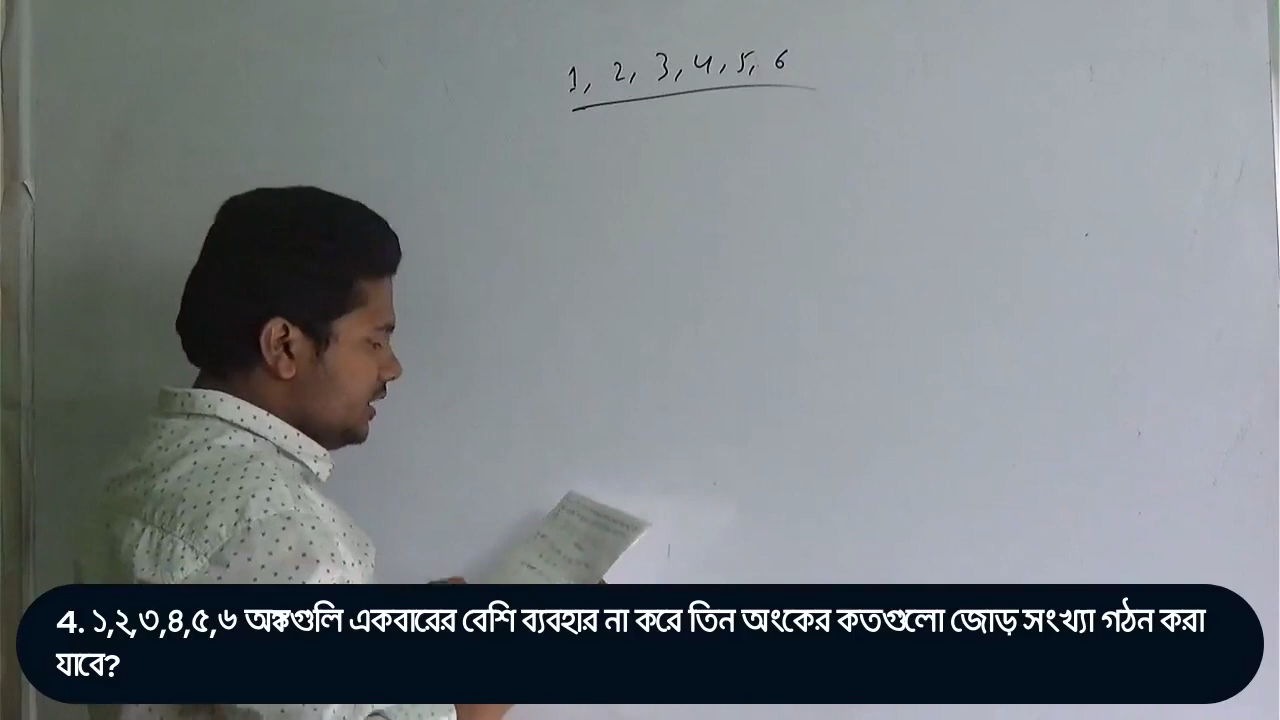 1, 2, 3, 4, 5, 6
4. ১,২,৩,৪,৫,৬ অঙ্কগুলি একবারের বেশি ব্যবহার না করে তিন অংকের কতগুলো জোড় সংখ্যা গঠন করা
যাবে?